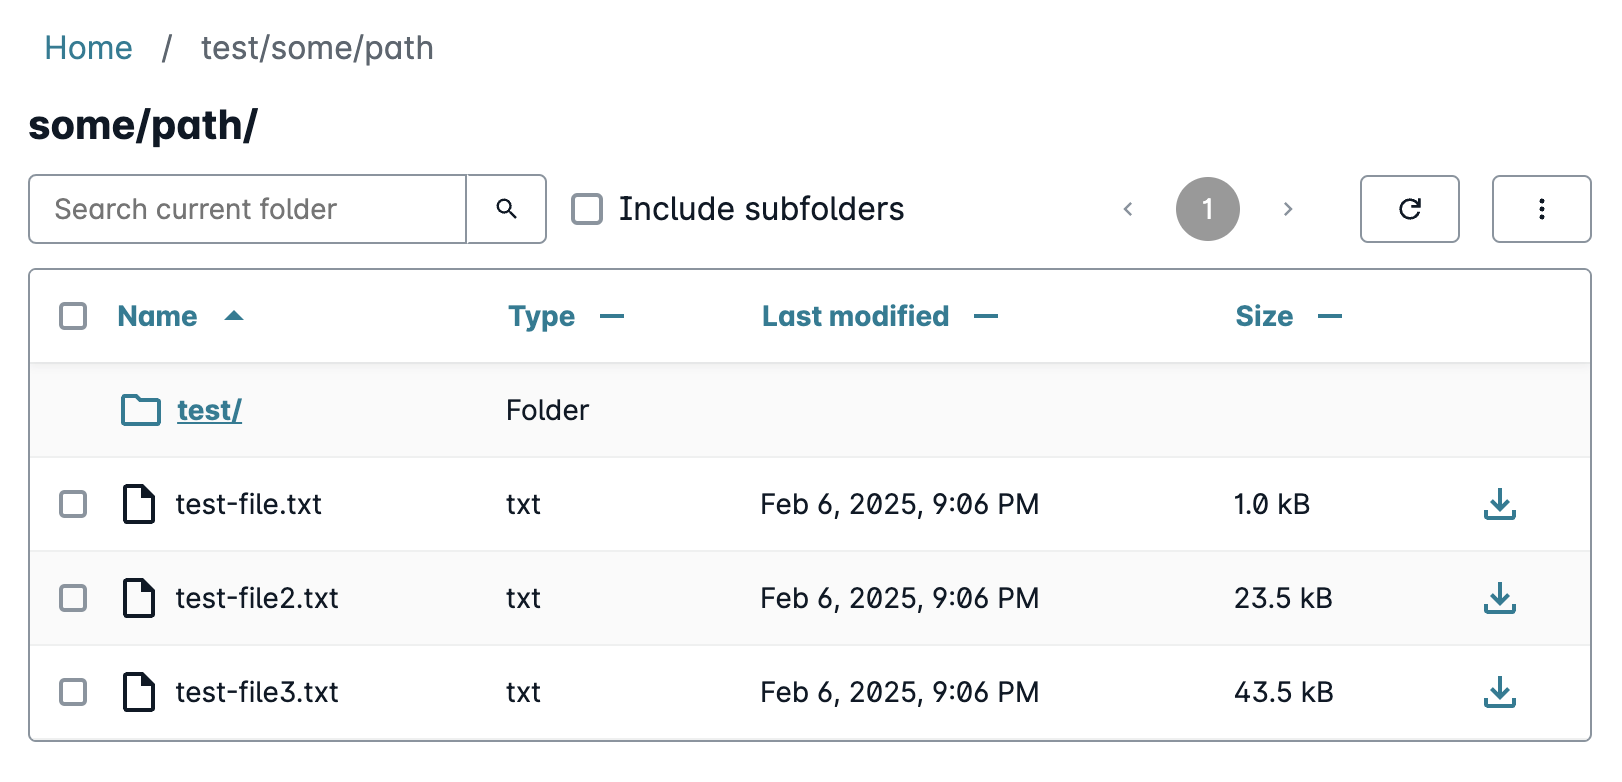 Home / test/some/path
some/path/
Search current folder Include subfolders 1
Name Type Last modified Size
test/ Folder
test-file.txt txt Feb 6, 2025, 9:06 PM 1.0 kB
test-file2.txt txt Feb 6, 2025, 9:06 PM 23.5 kB
test-file3.txt txt Feb 6, 2025, 9:06 PM 43.5 kB